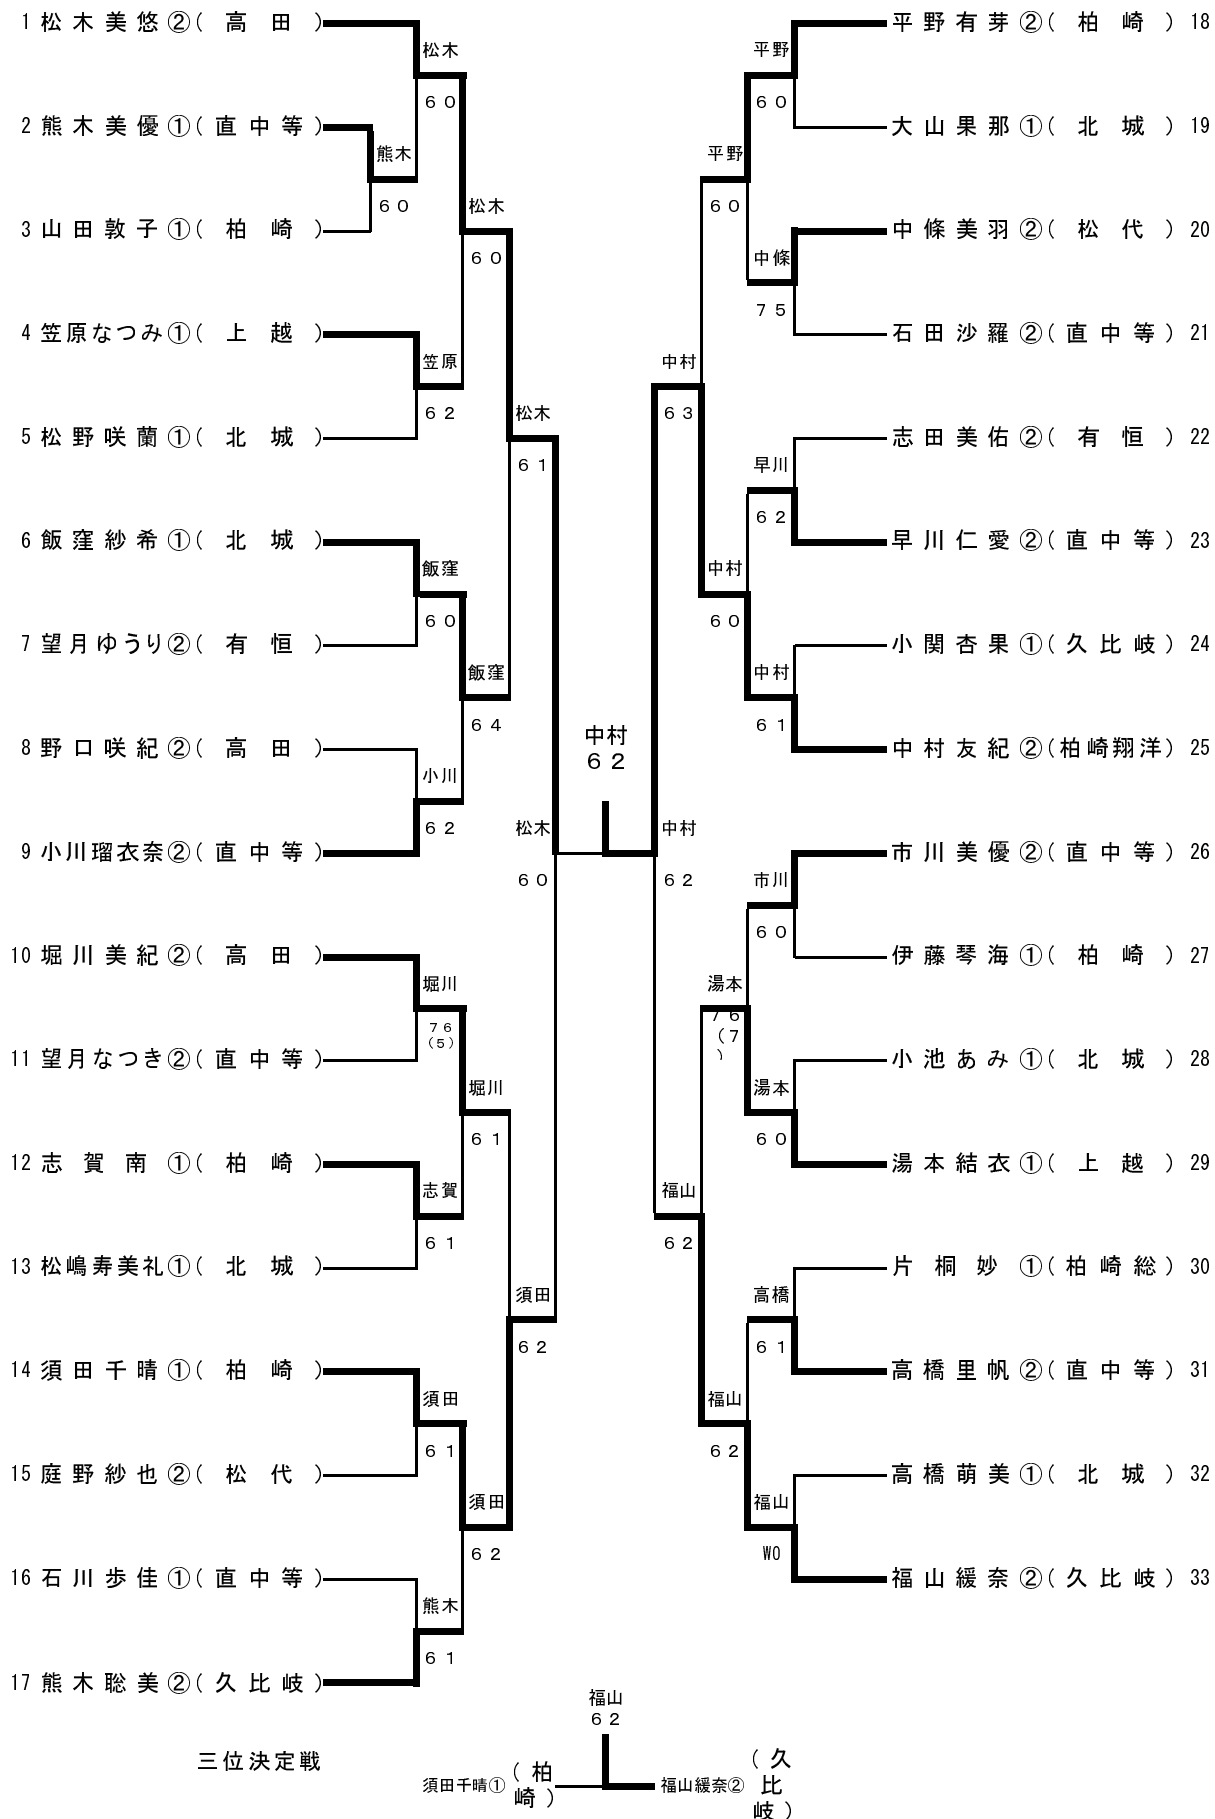 1 松木美悠②(高田)
2 熊木美優①(直中等)
3 山田敦子①(柏崎)
4 笠原なつみ①(上越)
5 松野咲蘭①(北城)
6 飯窪紗希①(北城)
7 望月ゆうり②(有恒)
8 野口咲紀②(高田)
9 小川瑠衣奈②(直中等)
10 堀川美紀②(高田)
11 望月なつき②(直中等)
12 志賀南①(柏崎)
13 松嶋寿美礼①(北城)
14 須田千晴①(柏崎)
15 庭野紗也②(松代)
16 石川歩佳①(直中等)
17 熊木聡美②(久比岐)
熊木
60
松木
60
笠原
62
飯窪
60
小川
62
堀川
76
(5)
志賀
61
須田
61
熊木
61
松木
60
飯窪
64
堀川
61
須田
62
松木
61
須田
62
松木
60
中村
62
中村
62
中村
63
福山
62
平野
60
中村
60
湯本
76
(7
)
福山
62
平野
60
中條
75
早川
62
中村
61
市川
60
湯本
60
高橋
61
福山
WO
平野有芽②(柏崎) 18
大山果那①(北城) 19
中條美羽②(松代) 20
石田沙羅②(直中等) 21
志田美佑②(有恒) 22
早川仁愛②(直中等) 23
小関杏果①(久比岐) 24
中村友紀②(柏崎翔洋) 25
市川美優②(直中等) 26
伊藤琴海①(柏崎) 27
小池あみ①(北城) 28
湯本結衣①(上越) 29
片桐妙①(柏崎総) 30
高橋里帆②(直中等) 31
高橋萌美①(北城) 32
福山緩奈②(久比岐) 33
三位決定戦
福山
62
須田千晴①
(柏
崎)
福山緩奈②
(久
比
岐)